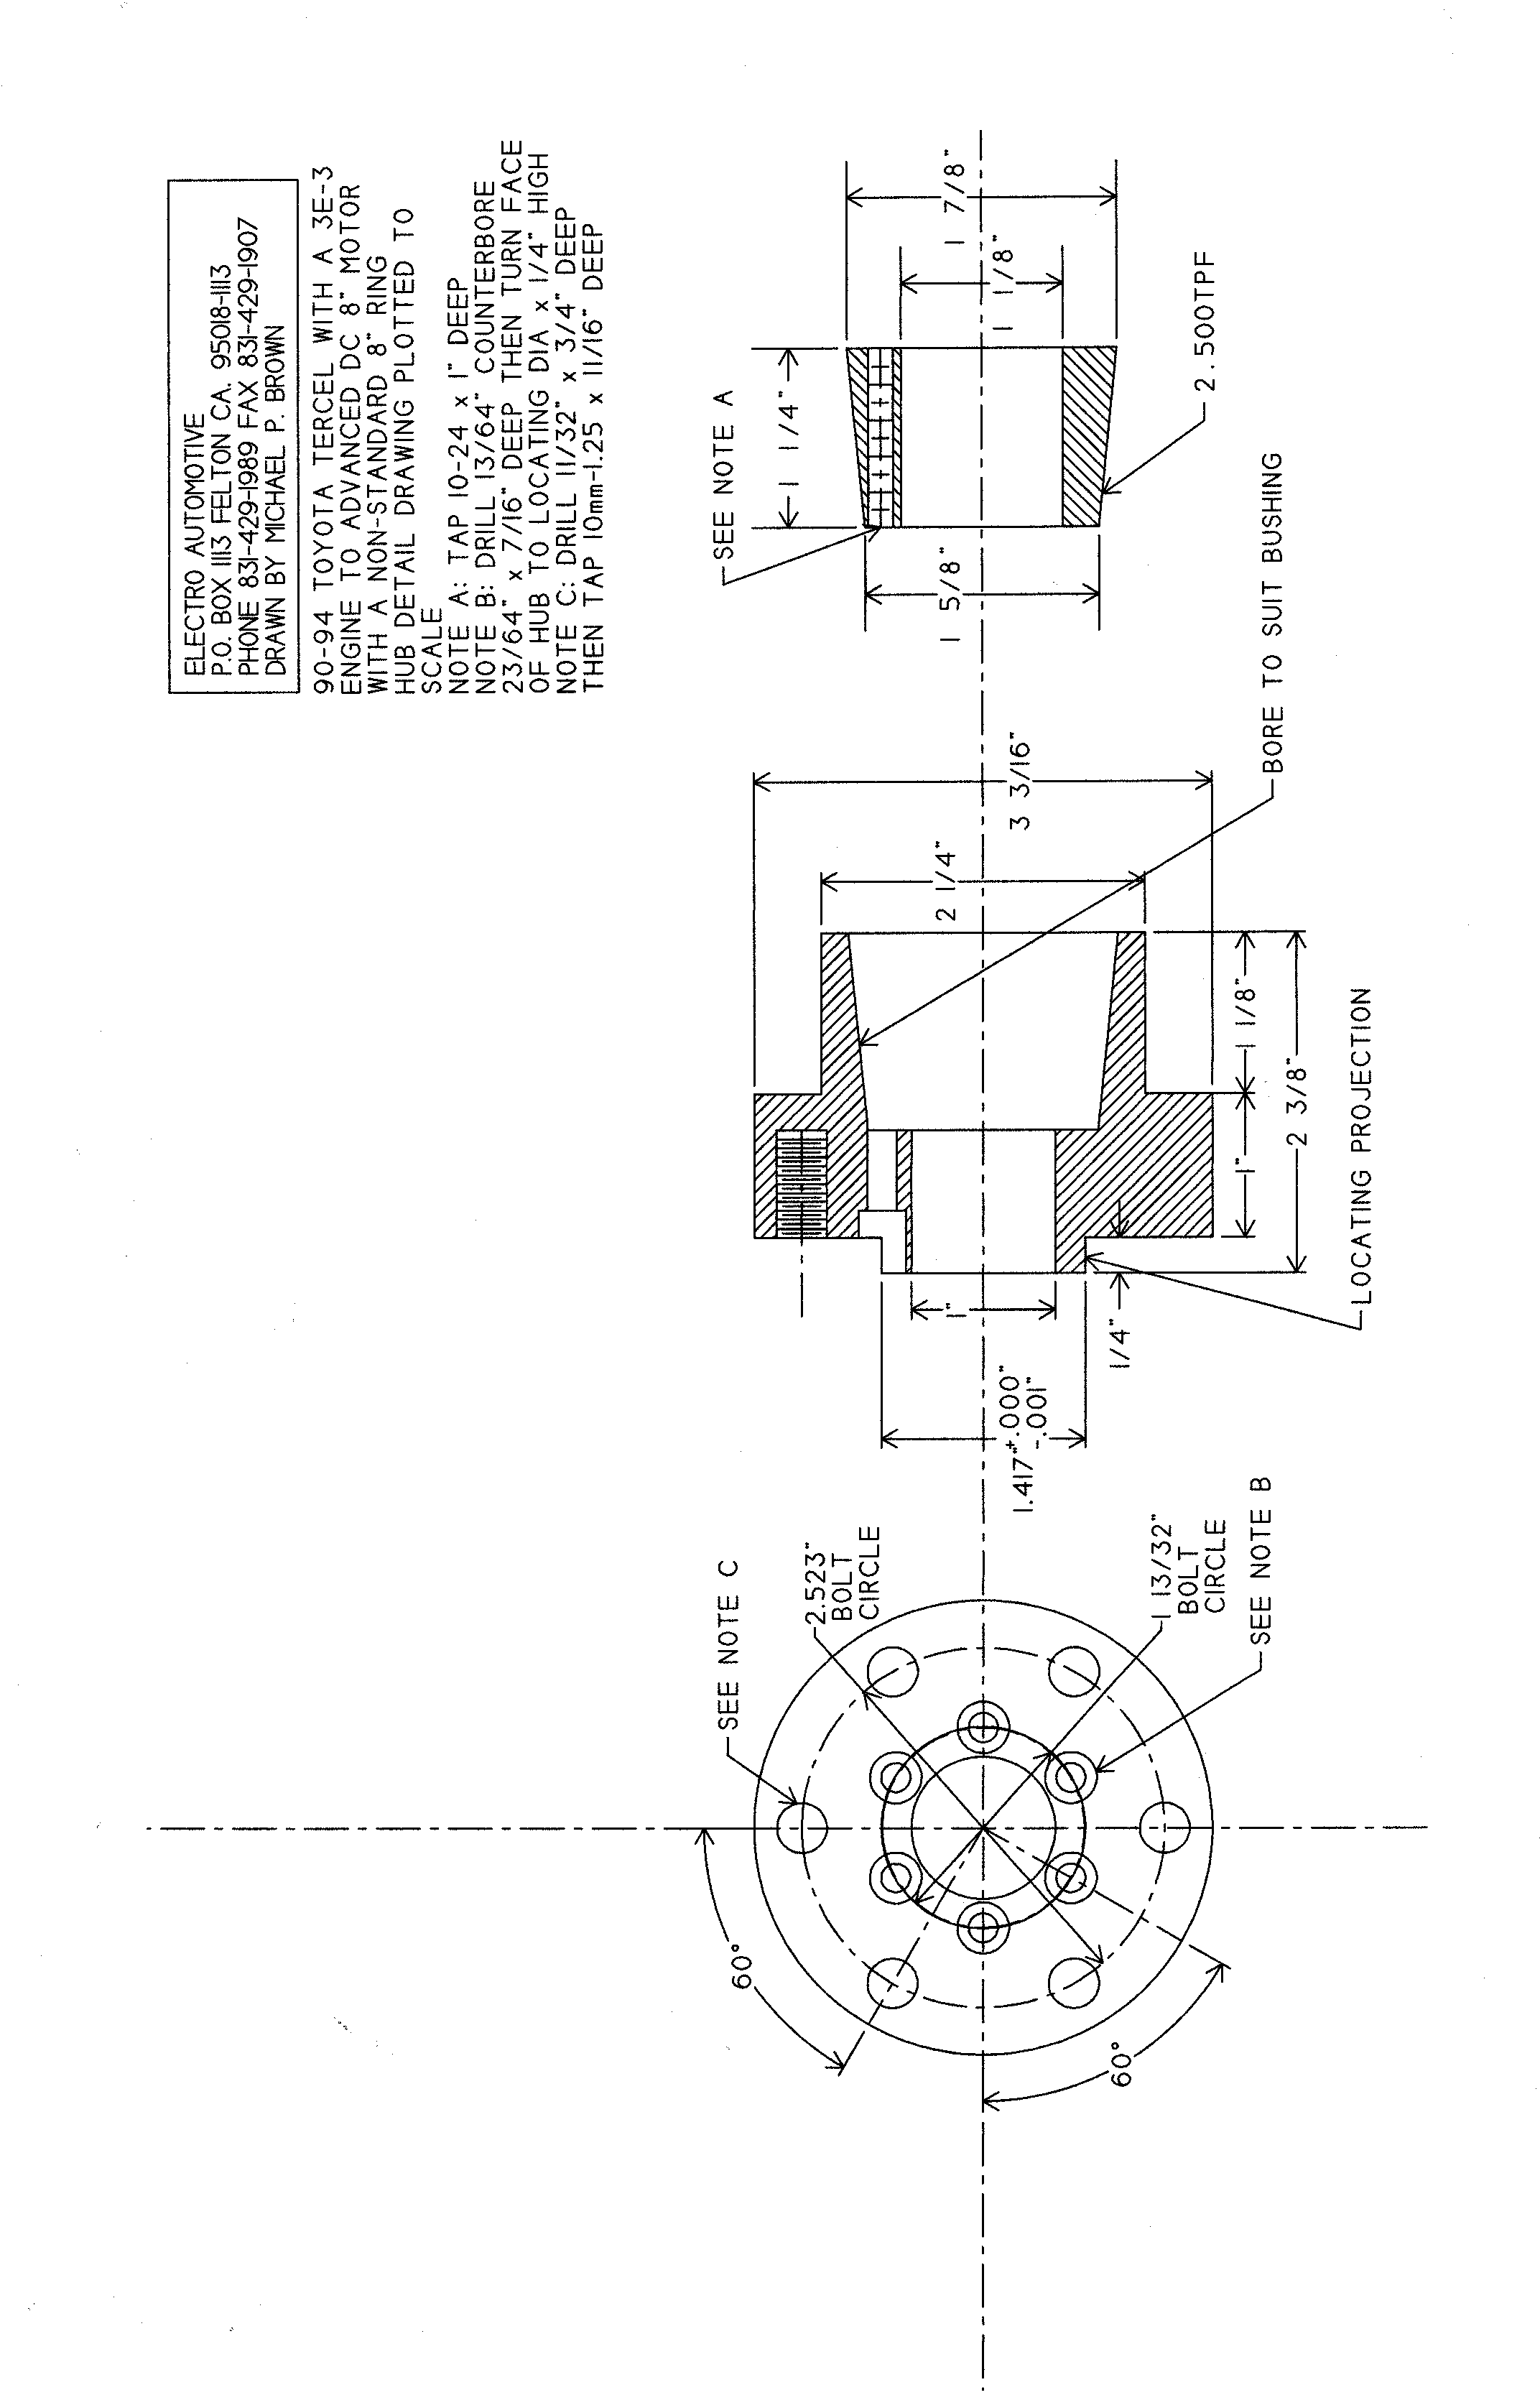 ELECTRO AUTOMOTIVE
P.O. BOX 1113 FELTON CA. 95018-1113
PHONE 831-429-1989 FAX 831-429-1907
DRAWN BY MICHAEL P. BROWN
90-94 TOYOTA TERCEL WITH A 3E-3
ENGINE TO ADVANCED DC 8" MOTOR
WITH A NON-STANDARD 8" RING
HUB DETAIL DRAWING PLOTTED TO
SCALE
NOTE A: TAP 10-24 x 1" DEEP
NOTE B: DRILL 13/64" COUNTERBORE
23/64" x 7/16" DEEP THEN TURN FACE
OF HUB TO LOCATING DIA x 1/4" HIGH
NOTE C: DRILL 11/32" x 3/4" DEEP
THEN TAP 10mm-1.25 x 11/16" DEEP
SEE NOTE C
2.523"
BOLT
CIRCLE
60°
60°
1 13/32"
BOLT
CIRCLE
SEE NOTE B
1.417"+.000"
-.001"
1"
1/4"
2 1/4"
3 3/16"
1"
1 1/8"
2 3/8"
LOCATING PROJECTION
BORE TO SUIT BUSHING
SEE NOTE A
1 1/4"
1 5/8"
1 1/8"
1 7/8"
2.500TPF